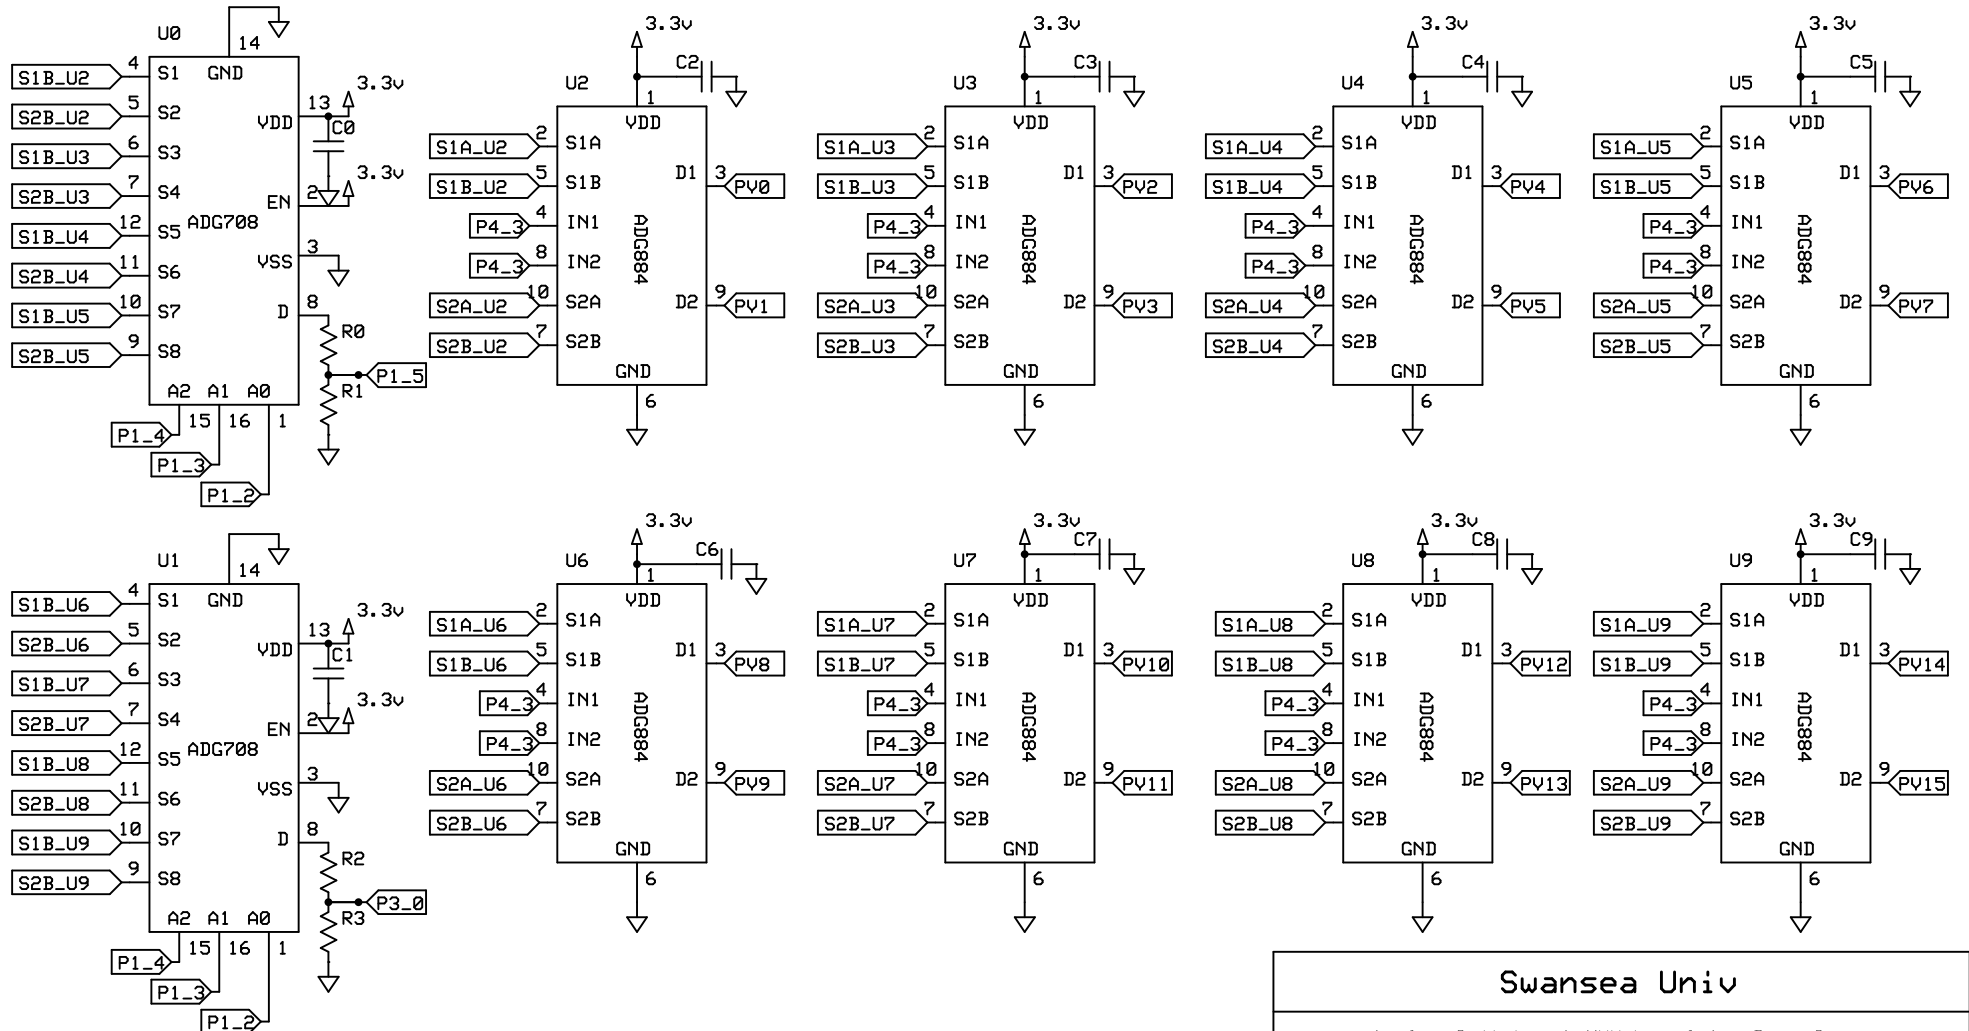 U0
14
S1B_U2 4 S1 GND
S2B_U2 5 S2 VDD 13 3.3v
C0
S1B_U3 6 S3
S2B_U3 7 S4 EN 2 3.3v
S1B_U4 12 S5 ADG708
S2B_U4 11 S6 VSS 3
S1B_U5 10 S7 D 8
S2B_U5 9 S8
R0
P1_5
R1
A2 A1 A0
15 16 1
P1_4
P1_3
P1_2
3.3v
C2
U2
1
VDD
S1A_U2 2 S1A
S1B_U2 5 S1B D1 3 PV0
P4_3 4 IN1
ADG884
P4_3 8 IN2
S2A_U2 10 S2A D2 9 PV1
S2B_U2 7 S2B
GND
6
3.3v
C3
U3
1
VDD
S1A_U3 2 S1A
S1B_U3 5 S1B D1 3 PV2
P4_3 4 IN1
ADG884
P4_3 8 IN2
S2A_U3 10 S2A D2 9 PV3
S2B_U3 7 S2B
GND
6
3.3v
C4
U4
1
VDD
S1A_U4 2 S1A
S1B_U4 5 S1B D1 3 PV4
P4_3 4 IN1
ADG884
P4_3 8 IN2
S2A_U4 10 S2A D2 9 PV5
S2B_U4 7 S2B
GND
6
3.3v
C5
U5
1
VDD
S1A_U5 2 S1A
S1B_U5 5 S1B D1 3 PV6
P4_3 4 IN1
ADG884
P4_3 8 IN2
S2A_U5 10 S2A D2 9 PV7
S2B_U5 7 S2B
GND
6
U1
14
S1B_U6 4 S1 GND
S2B_U6 5 S2 VDD 13 3.3v
C1
S1B_U7 6 S3
S2B_U7 7 S4 EN 2 3.3v
S1B_U8 12 S5 ADG708
S2B_U8 11 S6 VSS 3
S1B_U9 10 S7 D 8
S2B_U9 9 S8
R2
P3_0
R3
A2 A1 A0
15 16 1
P1_4
P1_3
P1_2
3.3v
C6
U6
1
VDD
S1A_U6 2 S1A
S1B_U6 5 S1B D1 3 PV8
P4_3 4 IN1
ADG884
P4_3 8 IN2
S2A_U6 10 S2A D2 9 PV9
S2B_U6 7 S2B
GND
6
3.3v
C7
U7
1
VDD
S1A_U7 2 S1A
S1B_U7 5 S1B D1 3 PV10
P4_3 4 IN1
ADG884
P4_3 8 IN2
S2A_U7 10 S2A D2 9 PV11
S2B_U7 7 S2B
GND
6
3.3v
C8
U8
1
VDD
S1A_U8 2 S1A
S1B_U8 5 S1B D1 3 PV12
P4_3 4 IN1
ADG884
P4_3 8 IN2
S2A_U8 10 S2A D2 9 PV13
S2B_U8 7 S2B
GND
6
3.3v
C9
U9
1
VDD
S1A_U9 2 S1A
S1B_U9 5 S1B D1 3 PV14
P4_3 4 IN1
ADG884
P4_3 8 IN2
S2A_U9 10 S2A D2 9 PV15
S2B_U9 7 S2B
GND
6
Swansea Univ